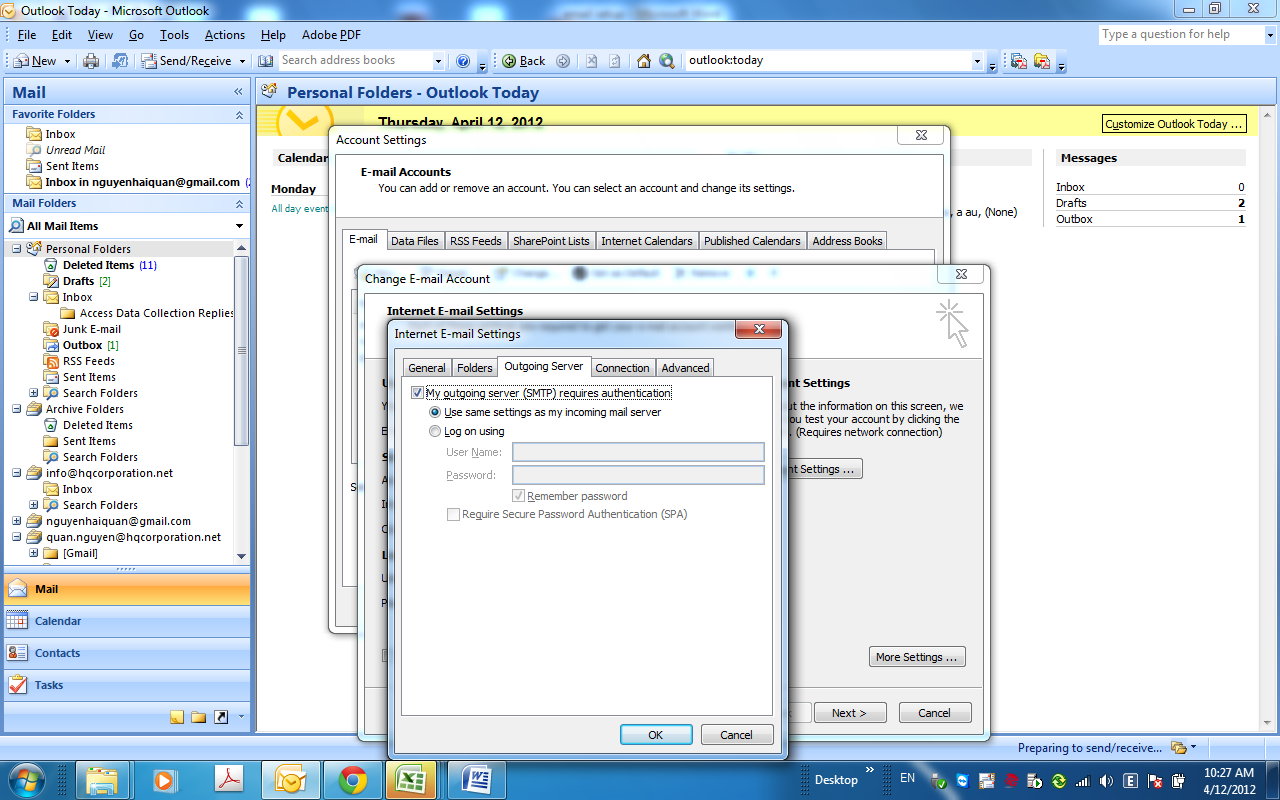 Outlook Today - Microsoft Outlook
File Edit View Go Tools Actions Help Adobe PDF
Type a question for help
New Send/Receive Search address books Back outlook:today
Mail
Favorite Folders
Inbox
Unread Mail
Sent Items
Inbox in nguyenhaiquan@gmail.com
Mail Folders
All Mail Items
Personal Folders
Deleted Items (11)
Drafts [2]
Inbox
Access Data Collection Replies
Junk E-mail
Outbox [1]
RSS Feeds
Sent Items
Search Folders
Archive Folders
Deleted Items
Sent Items
Search Folders
info@hqcorporation.net
Inbox
Search Folders
nguyenhaiquan@gmail.com
quan.nguyen@hqcorporation.net
[Gmail]
Mail
Calendar
Contacts
Tasks
Personal Folders - Outlook Today
Thursday, April 12, 2012
Customize Outlook Today ...
Calendar
Monday
All day event
, a au, (None)
Messages
Inbox 0
Drafts 2
Outbox 1
Account Settings
E-mail Accounts
You can add or remove an account. You can select an account and change its settings.
E-mail Data Files RSS Feeds SharePoint Lists Internet Calendars Published Calendars Address Books
Change E-mail Account
Internet E-mail Settings
Internet E-mail Settings
General Folders Outgoing Server Connection Advanced
My outgoing server (SMTP) requires authentication
Use same settings as my incoming mail server
Log on using
User Name:
Password:
Remember password
Require Secure Password Authentication (SPA)
OK Cancel
nt Settings
ut the information on this screen, we
ou test your account by clicking the
. (Requires network connection)
nt Settings ...
More Settings ...
Next > Cancel
Preparing to send/receive...
Desktop EN
10:27 AM
4/12/2012